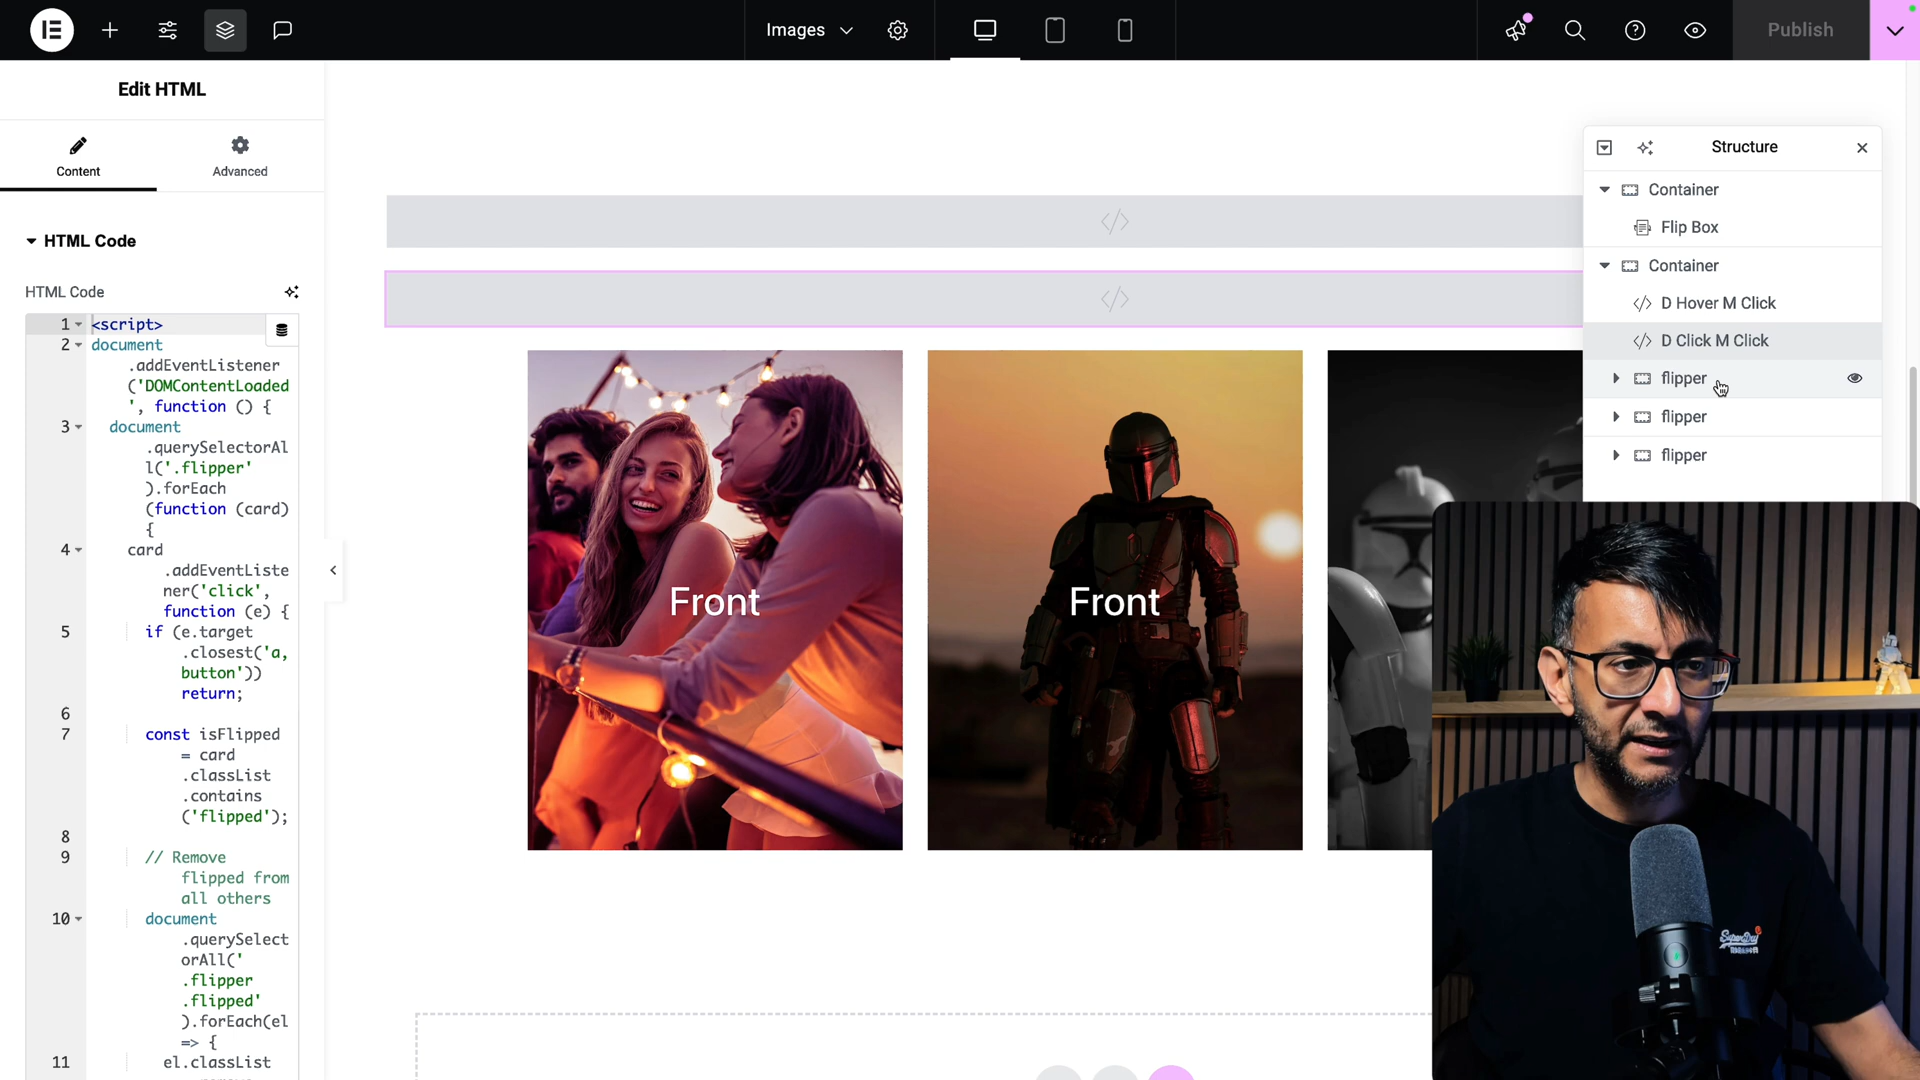 Images
Publish
Edit HTML
Content
Advanced
HTML Code
HTML Code
1
<script>
2
document
.addEventListener
('DOMContentLoaded
', function () {
3
document
.querySelectorAl
l('.flipper'
).forEach
(function (card)
{
4
card
.addEventListe
ner('click',
function (e) {
5
if (e.target
.closest('a,
button'))
return;
6
7
const isFlipped
= card
.classList
.contains
('flipped');
8
9
// Remove
flipped from
all others
10
document
.querySelect
orAll('
.flipper
.flipped'
).forEach(el
=> {
11
el.classList
Front
Front
Structure
Container
Flip Box
Container
D Hover M Click
D Click M Click
flipper
flipper
flipper